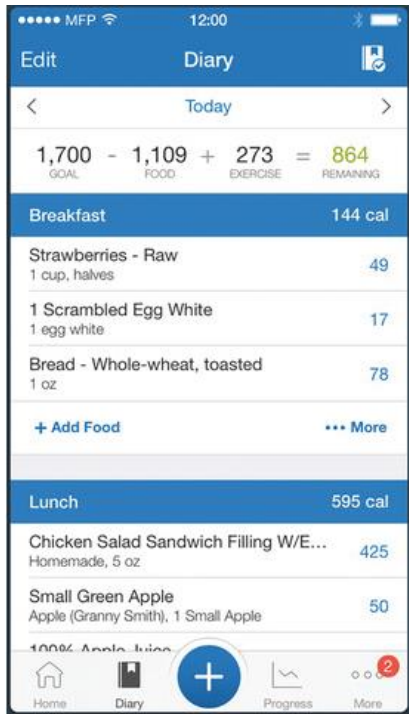 MFP 12:00
Edit Diary
Today
1,700 - 1,109 + 273 = 864
GOAL FOOD EXERCISE REMAINING
Breakfast 144 cal
Strawberries - Raw
1 cup, halves 49
1 Scrambled Egg White
1 egg white 17
Bread - Whole-wheat, toasted
1 oz 78
+ Add Food ••• More
Lunch 595 cal
Chicken Salad Sandwich Filling W/E...
Homemade, 5 oz 425
Small Green Apple
Apple (Granny Smith), 1 Small Apple 50
100% Apple Juice
2
Home Diary + Progress More